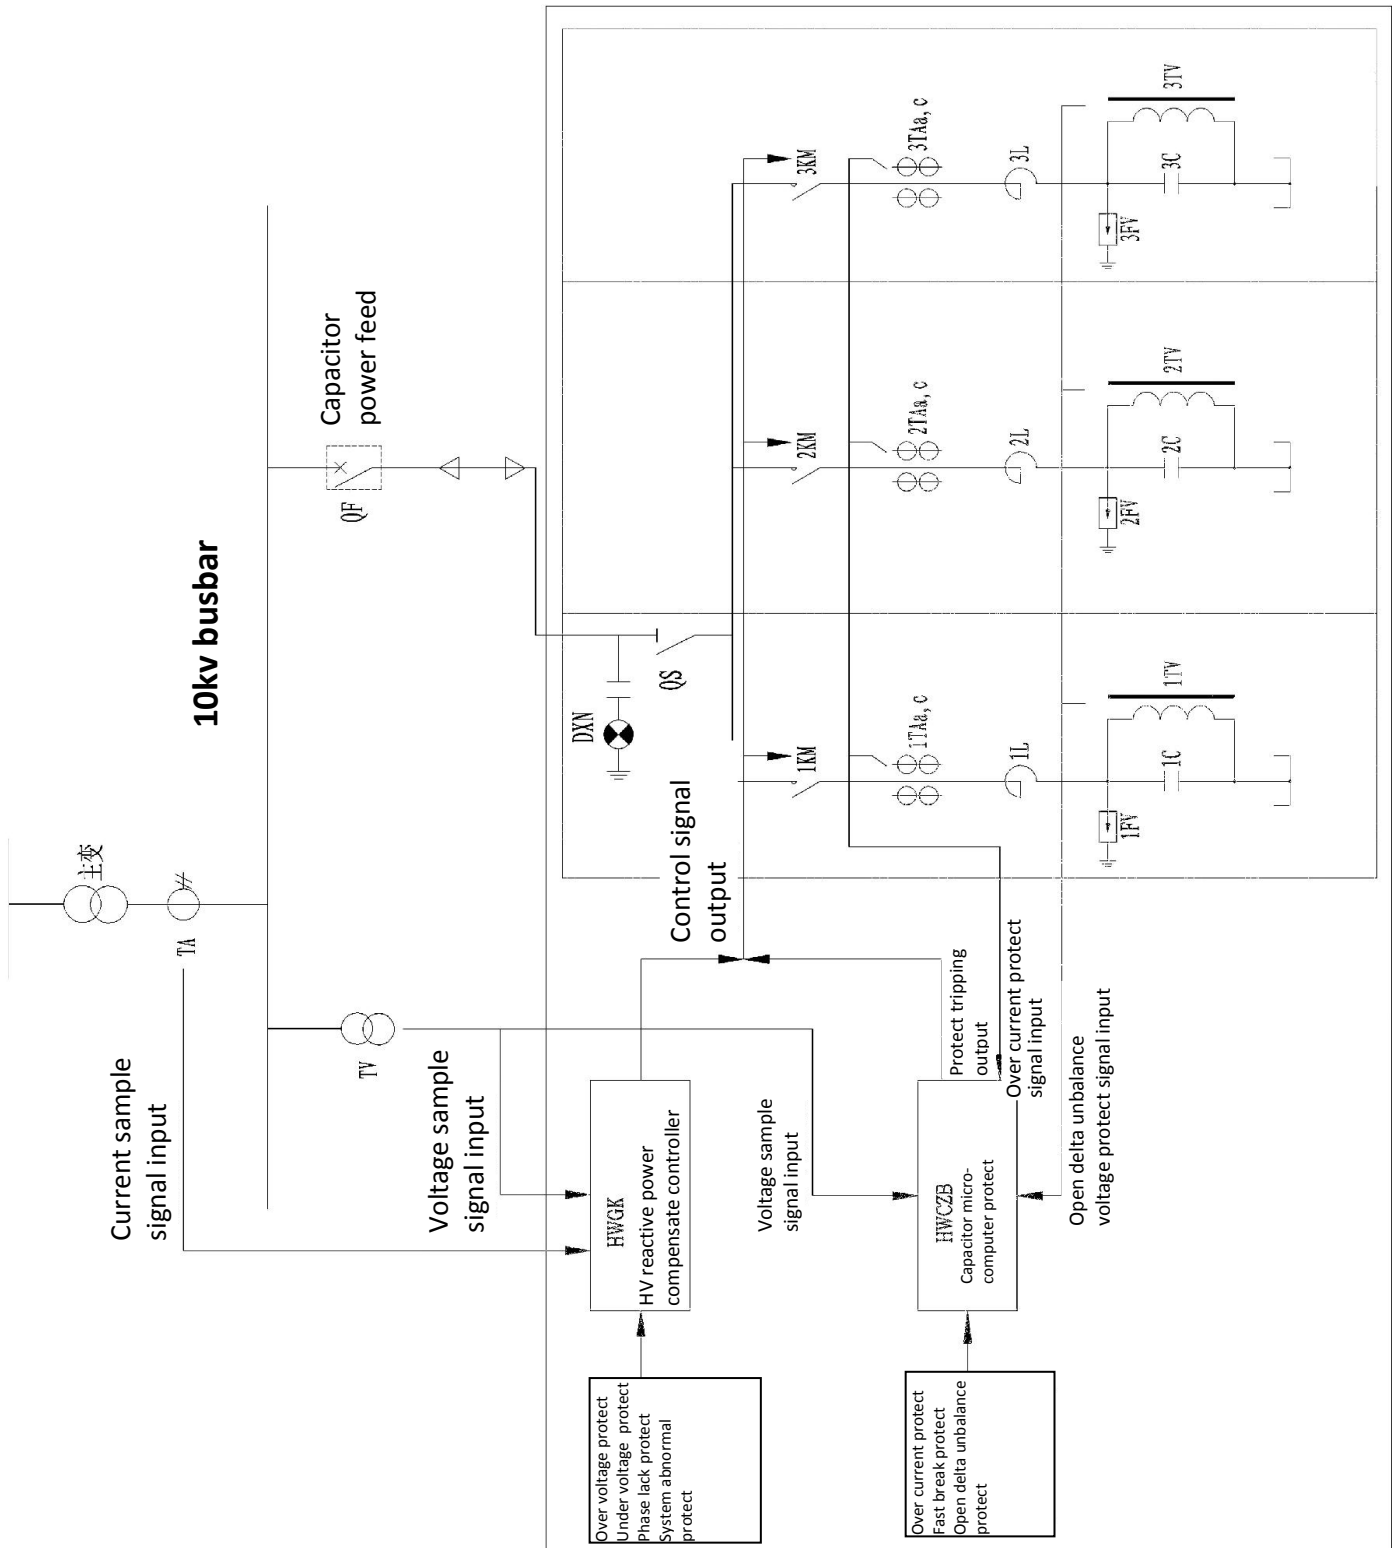 主变
TA
10kv busbar
Capacitor
power feed
QF
TV
Current sample
signal input
Voltage sample
signal input
DXN
QS
Control signal
output
1KM
2KM
3KM
1TAa,c
2TAa,c
3TAa,c
1L
2L
3L
1FV
1C
1TV
2FV
2C
2TV
3FV
3C
3TV
HWGK
HV reactive power
compensate controller
Voltage sample
signal input
Protect tripping
output
Over current protect
signal input
HWCZB
Capacitor micro-
computer protect
Open delta unbalance
voltage protect signal input
Over voltage protect
Under voltage protect
Phase lack protect
System abnormal
protect
Over current protect
Fast break protect
Open delta unbalance
protect